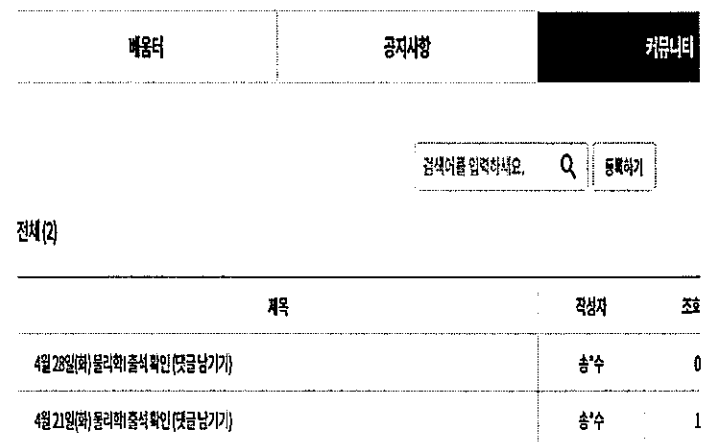 배움터 공지사항 커뮤니티
검색어를 입력하세요. 등록하기
전체 (2)
제목 작성자 조회
4월 28일(화) 물리학I 출석 확인 (댓글 남기기) 송*수 0
4월 21일(화) 물리학I 출석 확인 (댓글 남기기) 송*수 1